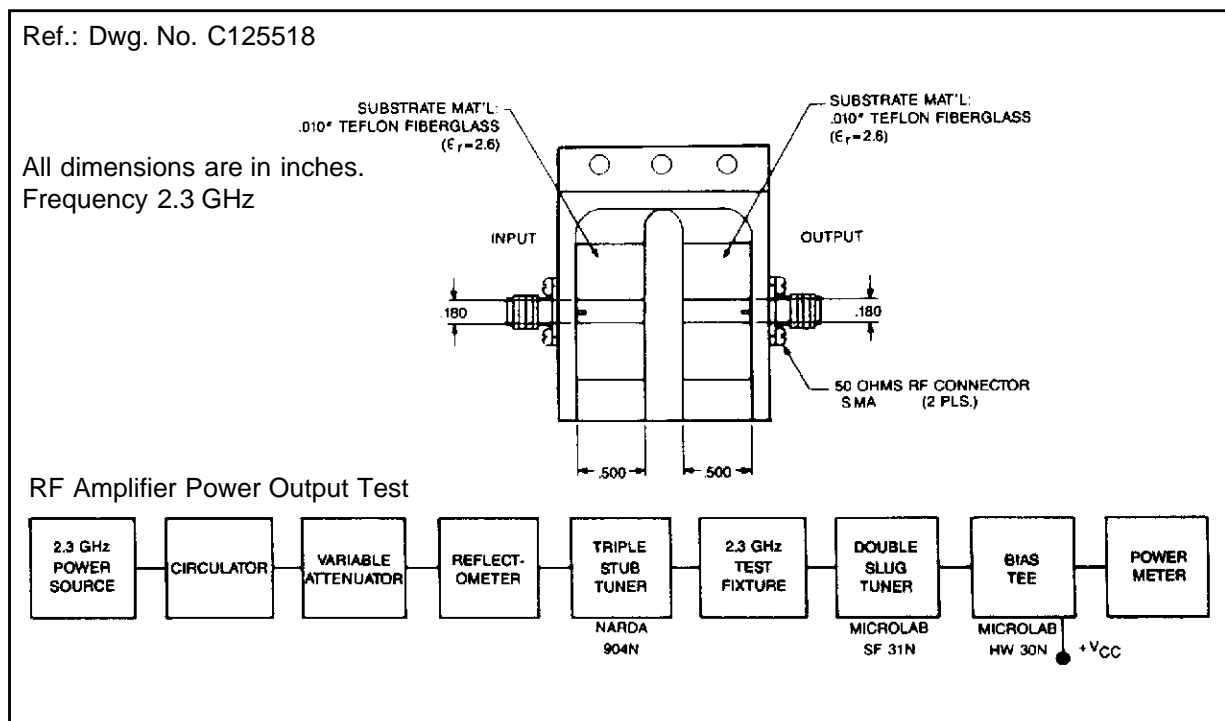 Ref.: Dwg. No. C125518
SUBSTRATE MAT'L:
.010" TEFLON FIBERGLASS
(Єr=2.6)
SUBSTRATE MAT'L:
.010" TEFLON FIBERGLASS
(Єr=2.6)
All dimensions are in inches.
Frequency 2.3 GHz
INPUT
OUTPUT
.180
.180
50 OHMS RF CONNECTOR
SMA (2 PLS.)
.500
.500
RF Amplifier Power Output Test
2.3 GHz
POWER
SOURCE
CIRCULATOR
VARIABLE
ATTENUATOR
REFLECT-
OMETER
TRIPLE
STUB
TUNER
2.3 GHz
TEST
FIXTURE
DOUBLE
SLUG
TUNER
BIAS
TEE
POWER
METER
NARDA
904N
MICROLAB
SF 31N
MICROLAB
HW 30N
+VCC